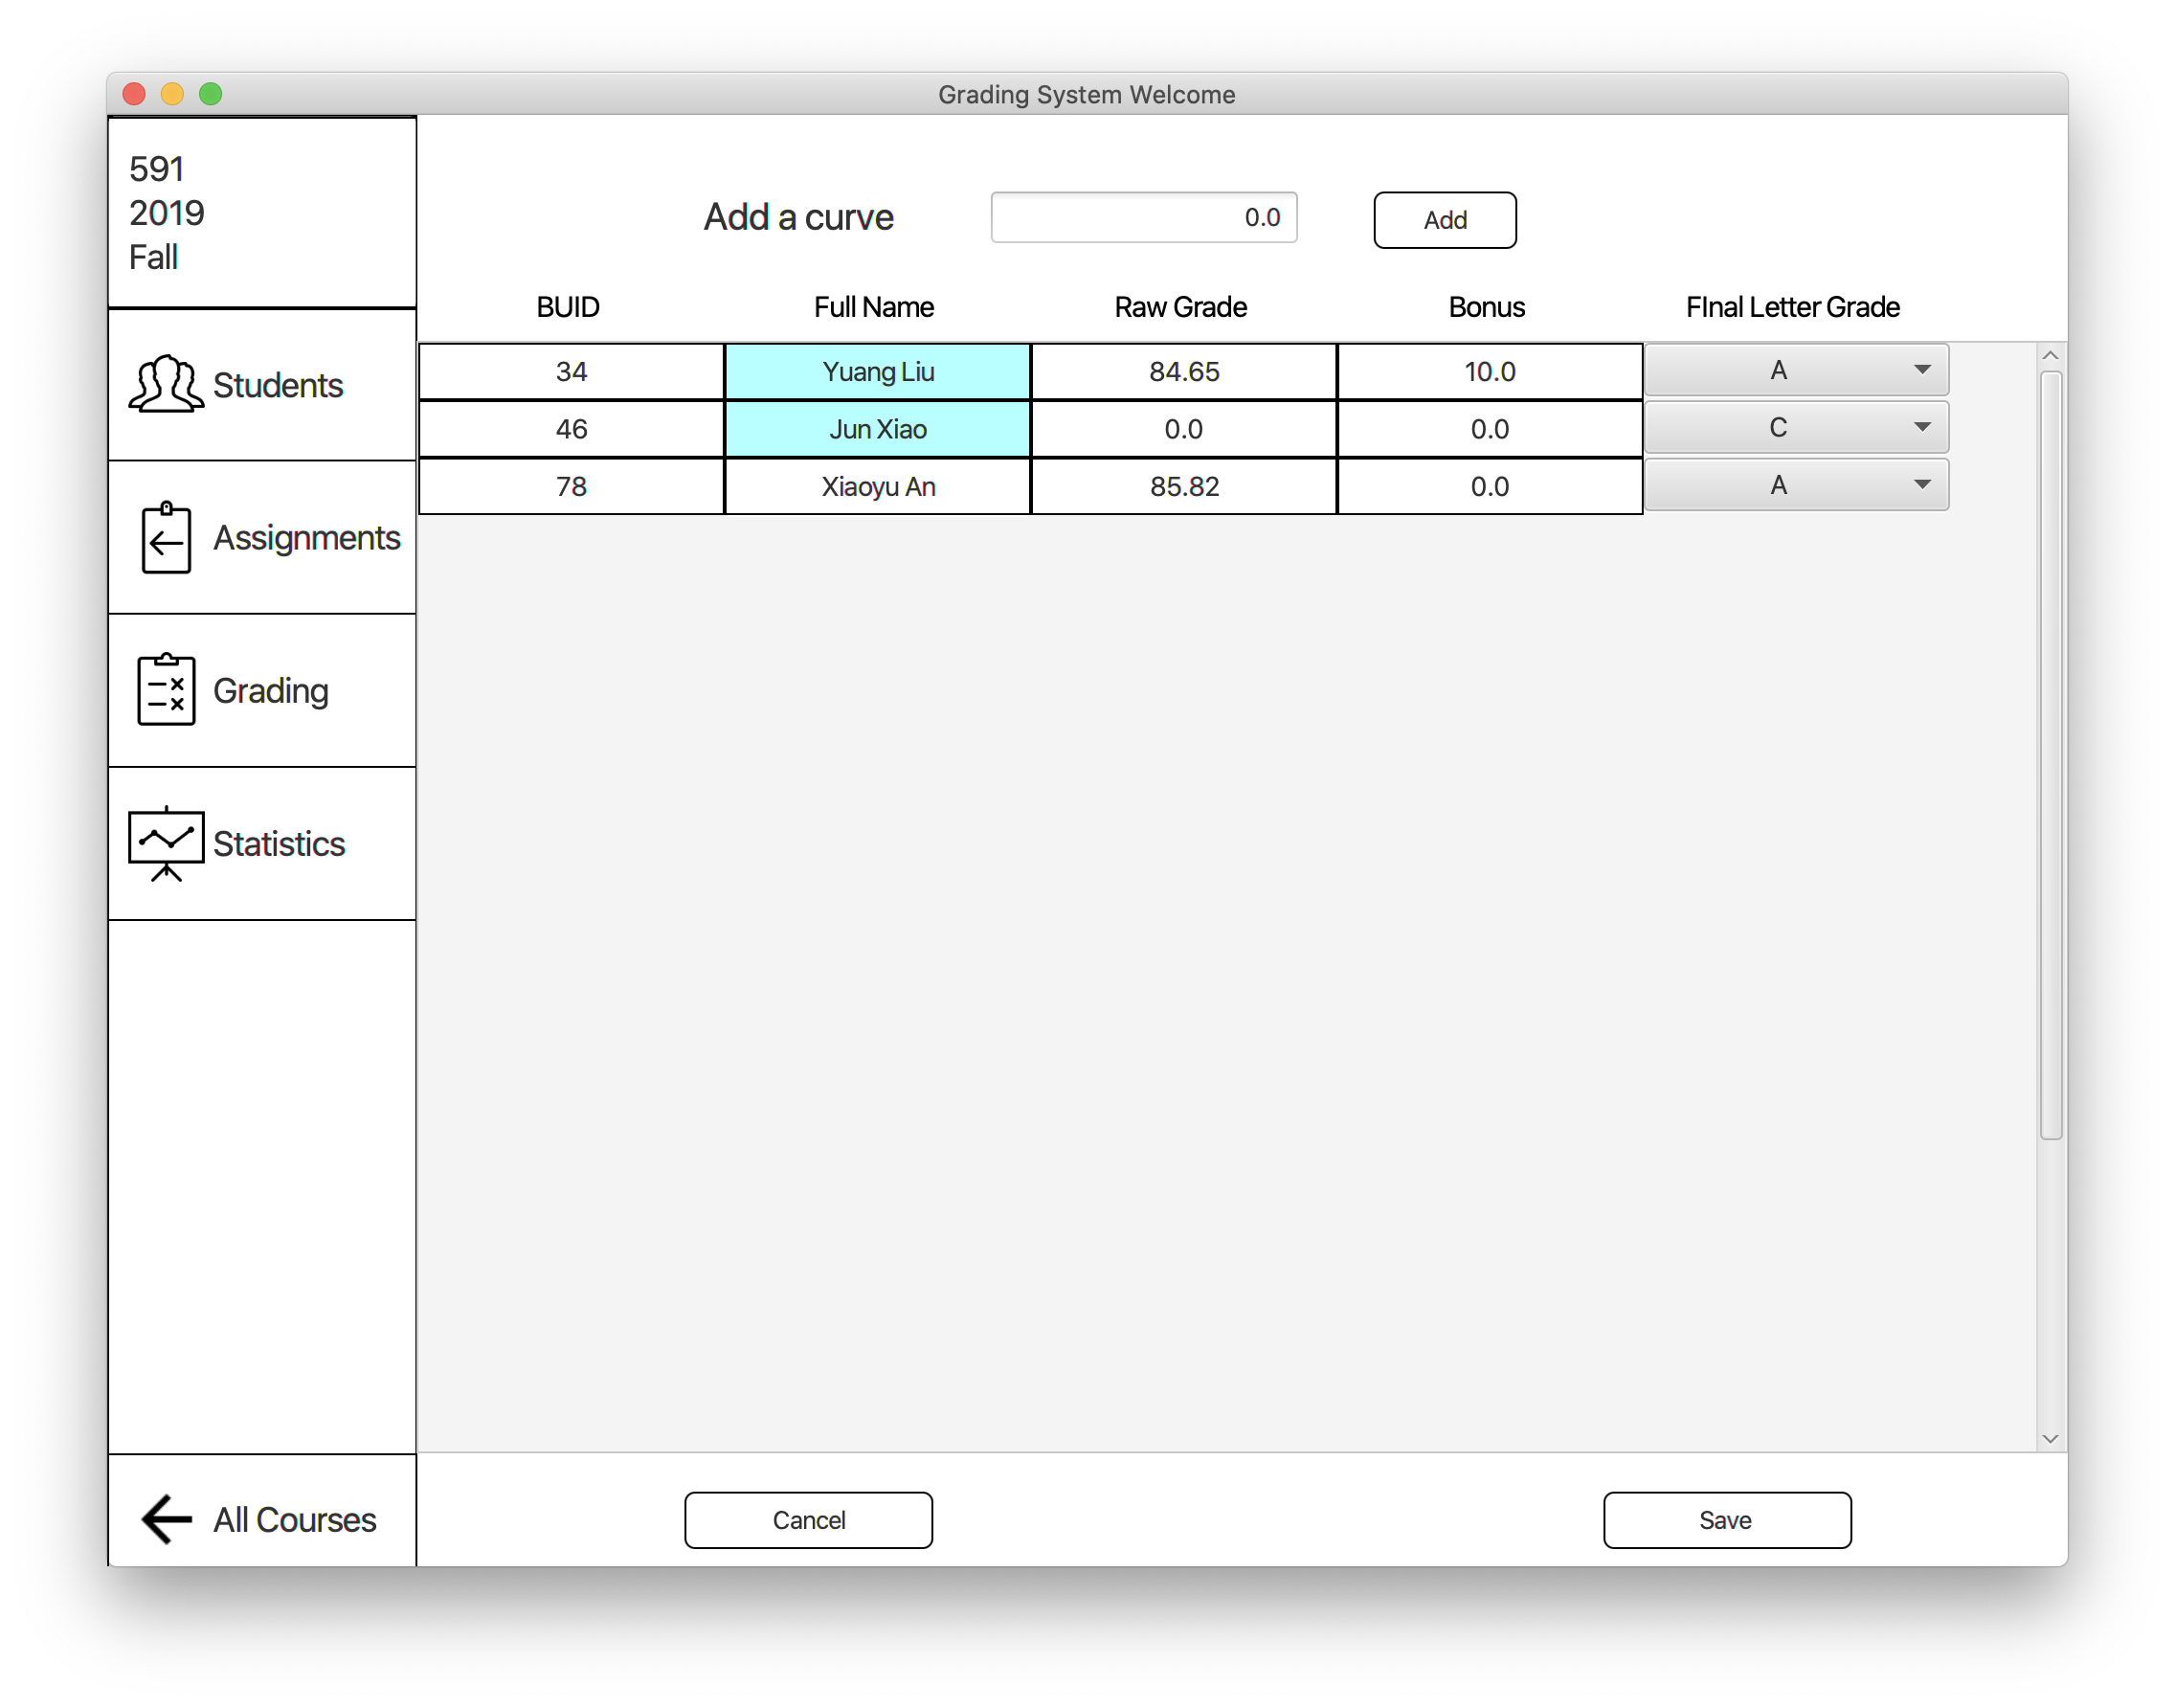 Grading System Welcome
591
2019
Fall
Students
Assignments
Grading
Statistics
All Courses
Add a curve 0.0 Add
BUID Full Name Raw Grade Bonus FInal Letter Grade
34 Yuang Liu 84.65 10.0 A
46 Jun Xiao 0.0 0.0 C
78 Xiaoyu An 85.82 0.0 A
Cancel Save